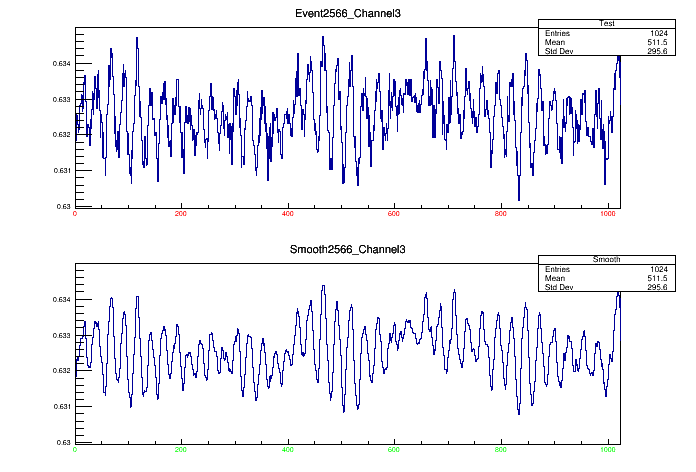 Event2566_Channel3
Test
Entries 1024
Mean 511.5
Std Dev 295.6
0.634
0.633
0.632
0.631
0.63
0 200 400 600 800 1000
Smooth2566_Channel3
Smooth
Entries 1024
Mean 511.5
Std Dev 295.6
0.634
0.633
0.632
0.631
0.63
0 200 400 600 800 1000